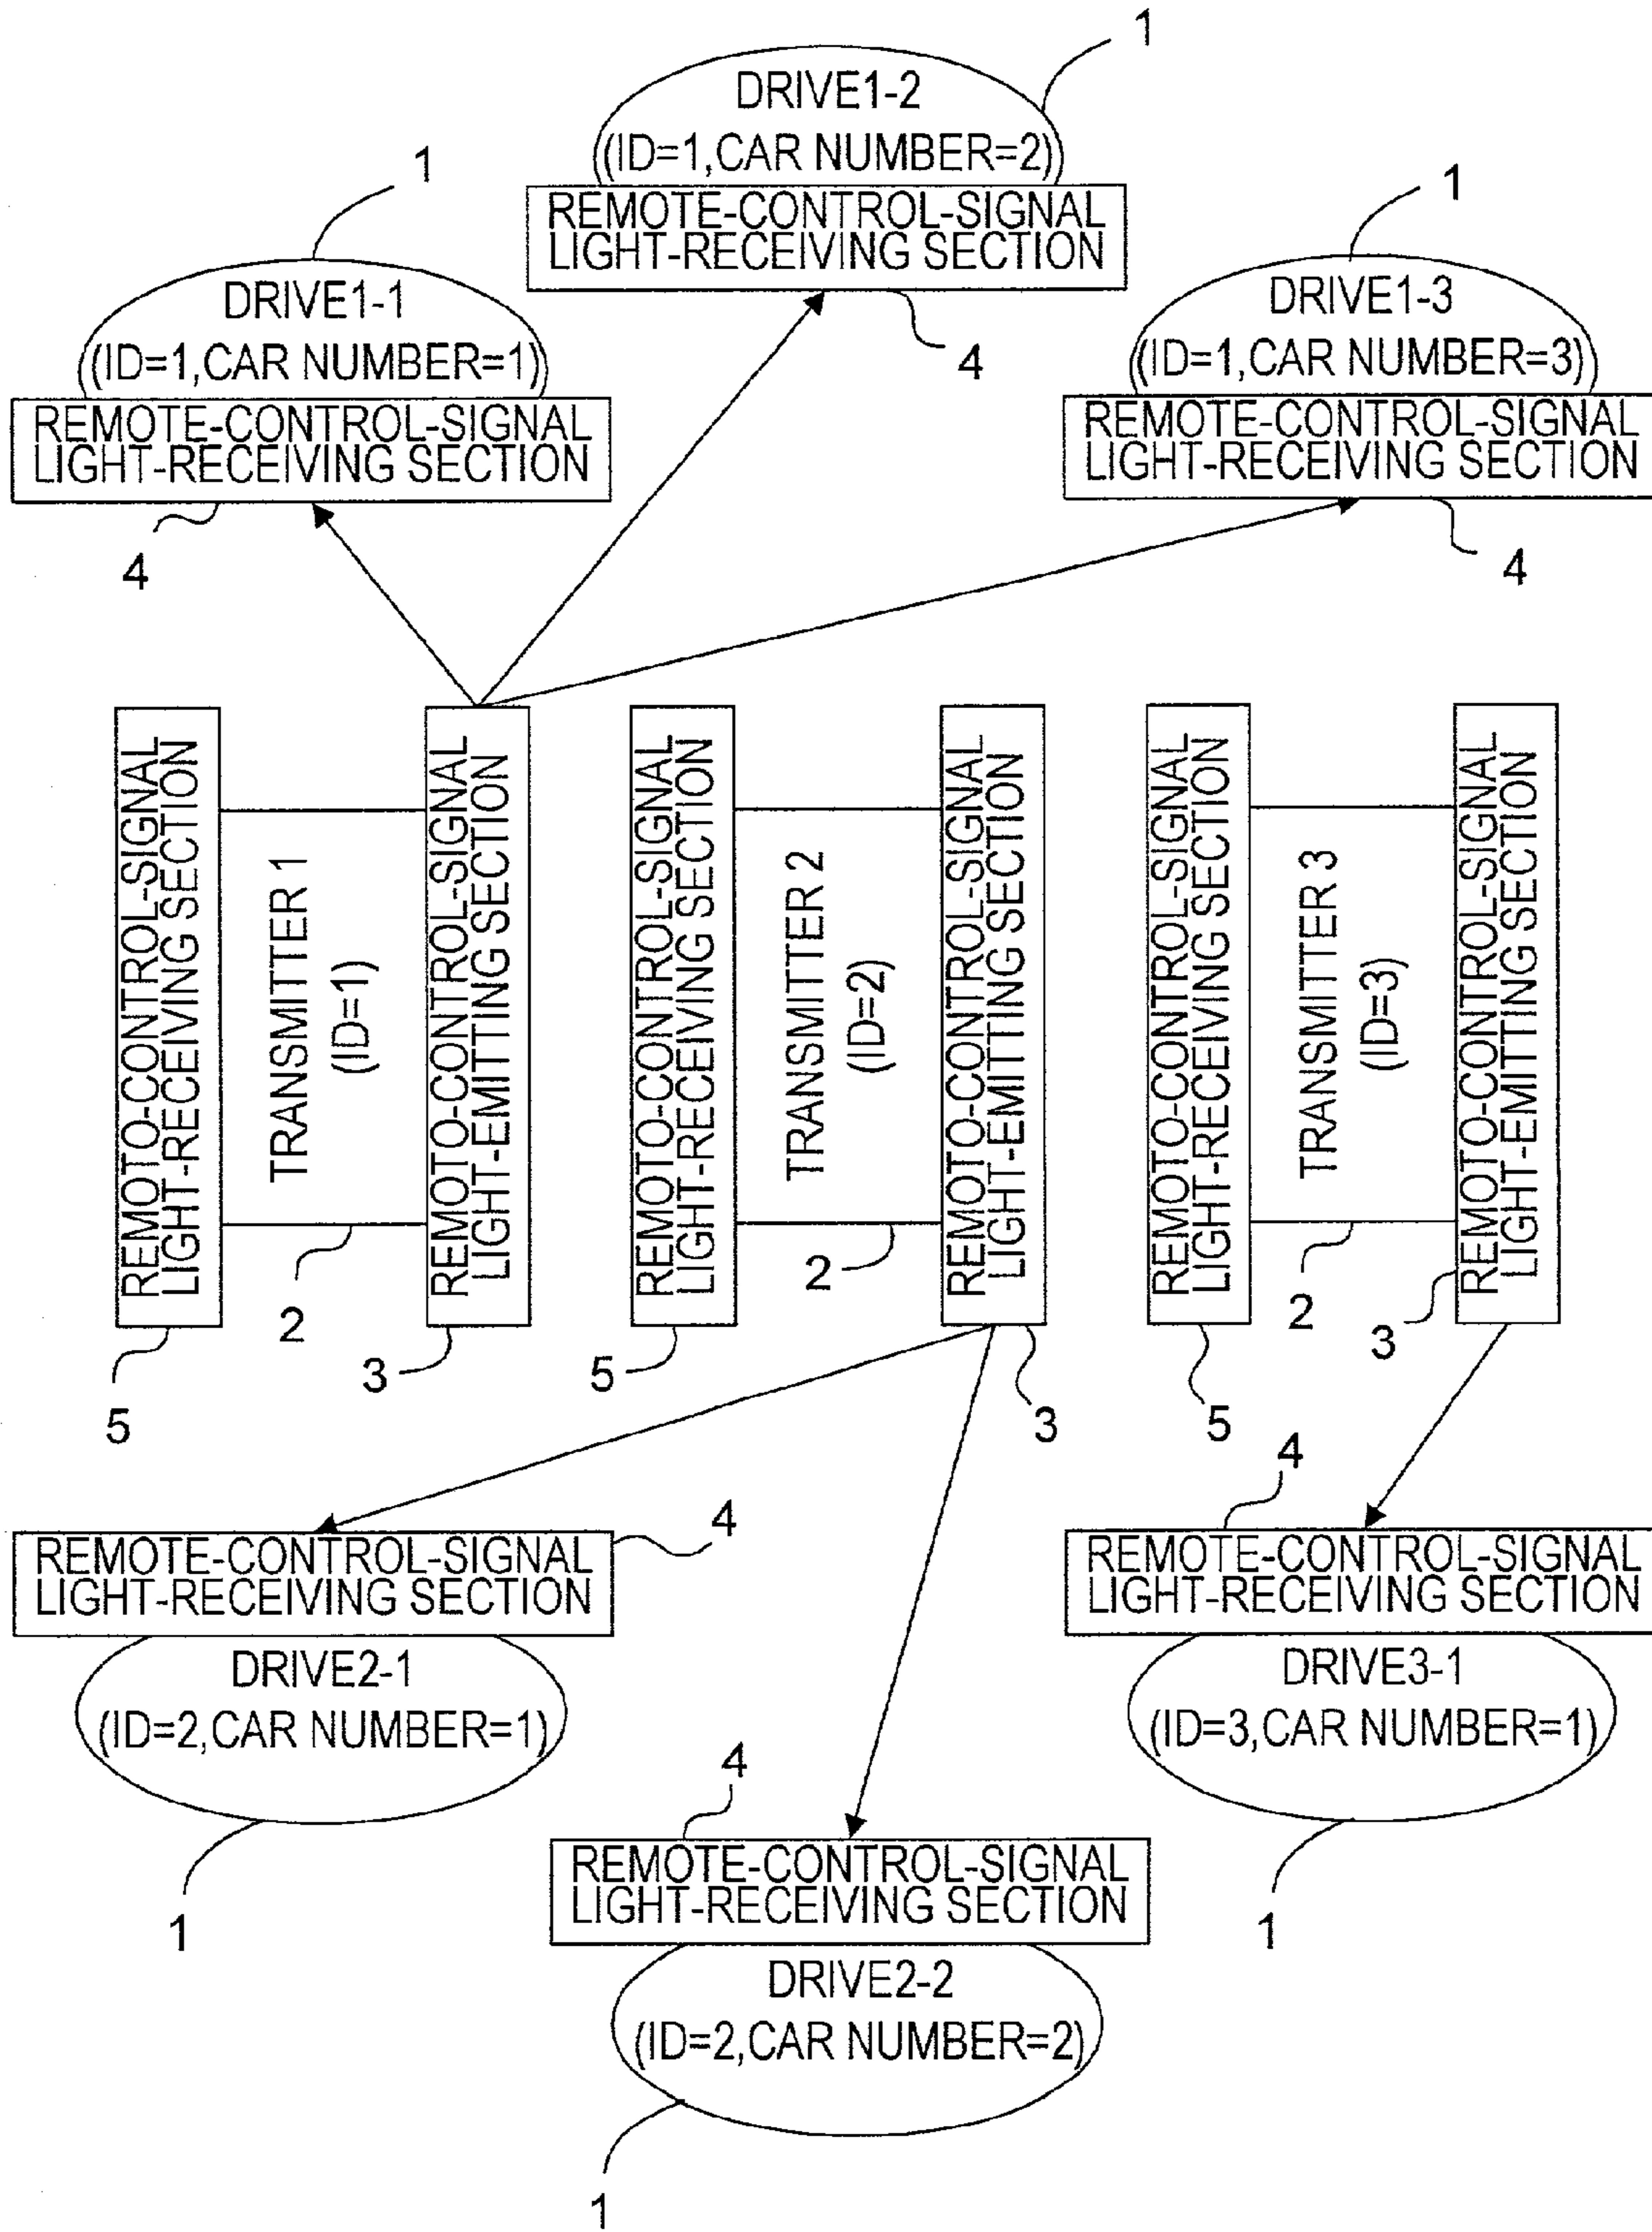 1
DRIVE1-2
(ID=1,CAR NUMBER=2)
REMOTE-CONTROL-SIGNAL
LIGHT-RECEIVING SECTION
4
1
DRIVE1-1
(ID=1,CAR NUMBER=1)
REMOTE-CONTROL-SIGNAL
LIGHT-RECEIVING SECTION
4
1
DRIVE1-3
(ID=1,CAR NUMBER=3)
REMOTE-CONTROL-SIGNAL
LIGHT-RECEIVING SECTION
4
REMOTO-CONTROL-SIGNAL
LIGHT-RECEIVING SECTION
5
TRANSMITTER 1
(ID=1)
2
REMOTO-CONTROL-SIGNAL
LIGHT-EMITTING SECTION
3
REMOTO-CONTROL-SIGNAL
LIGHT-RECEIVING SECTION
5
TRANSMITTER 2
(ID=2)
2
REMOTO-CONTROL-SIGNAL
LIGHT-EMITTING SECTION
3
REMOTO-CONTROL-SIGNAL
LIGHT-RECEIVING SECTION
5
TRANSMITTER 3
(ID=3)
2
REMOTO-CONTROL-SIGNAL
LIGHT-EMITTING SECTION
3
4
REMOTE-CONTROL-SIGNAL
LIGHT-RECEIVING SECTION
DRIVE2-1
(ID=2,CAR NUMBER=1)
1
4
REMOTE-CONTROL-SIGNAL
LIGHT-RECEIVING SECTION
DRIVE2-2
(ID=2,CAR NUMBER=2)
1
4
REMOTE-CONTROL-SIGNAL
LIGHT-RECEIVING SECTION
DRIVE3-1
(ID=3,CAR NUMBER=1)
1